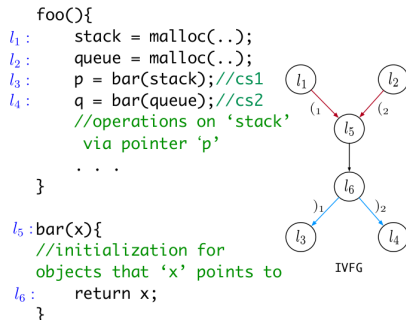 foo(){
l1: stack = malloc(..);
l2: queue = malloc(..);
l3: p = bar(stack);//cs1
l4: q = bar(queue);//cs2
//operations on ‘stack’
via pointer ‘p’
. . .
}
l5:bar(x){
//initialization for
objects that ‘x’ points to
l6: return x;
}
l1 l2
(1 (2
l5
l6
)1 )2
l3 l4
IVFG